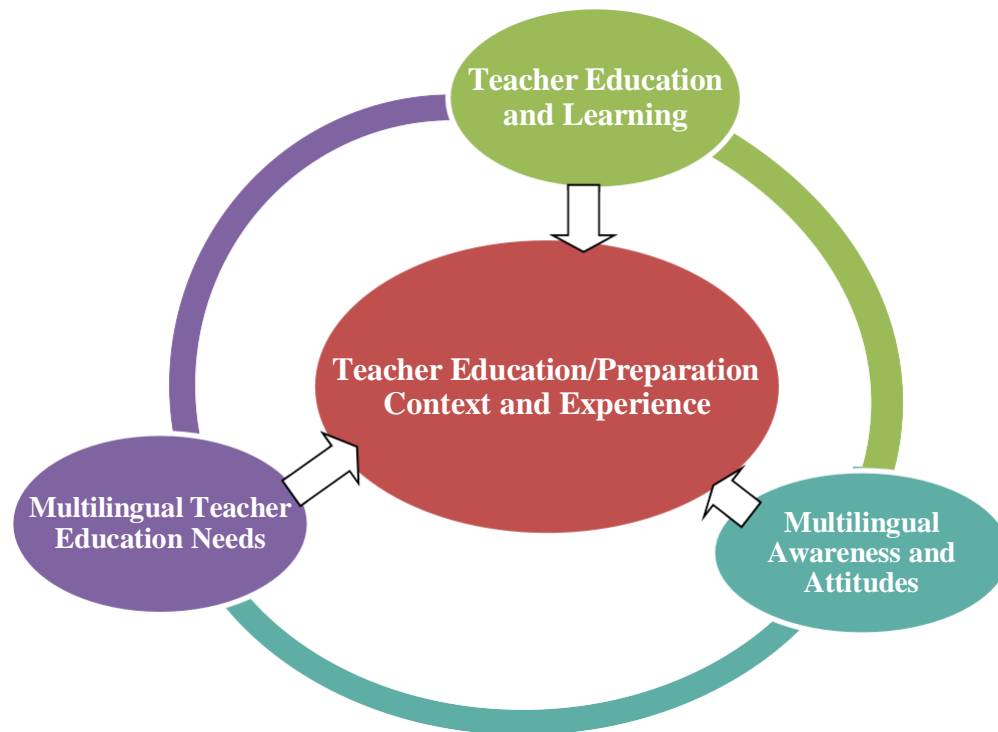 Teacher Education
and Learning
Teacher Education/Preparation
Context and Experience
Multilingual Teacher
Education Needs
Multilingual
Awareness and
Attitudes